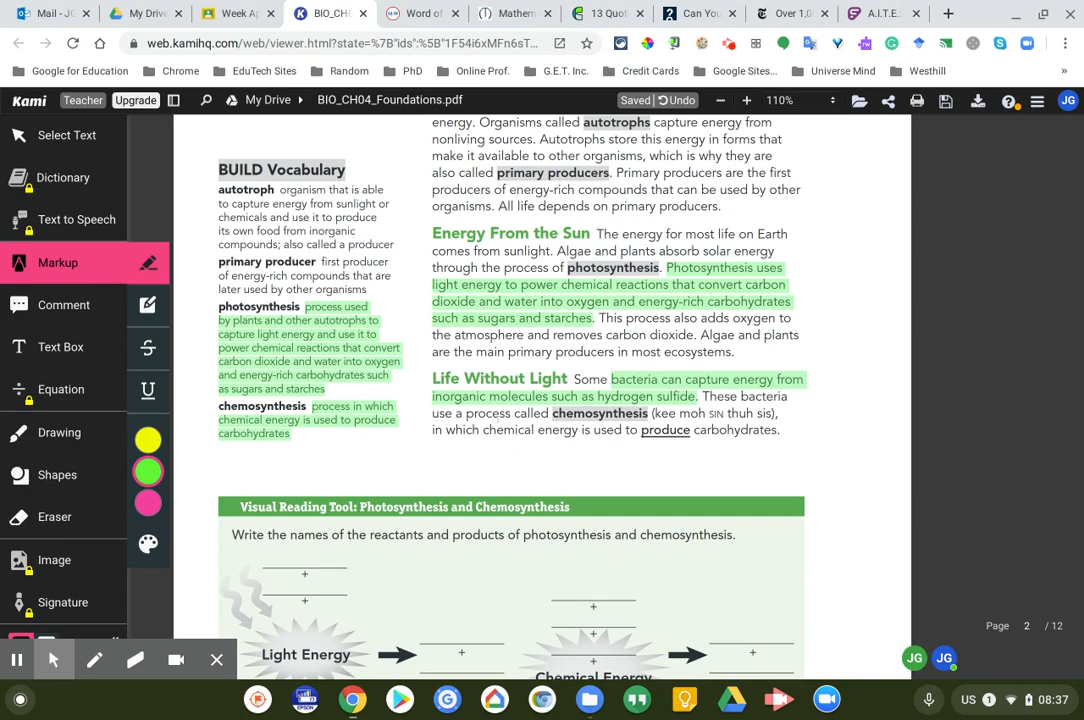 Mail - JO
My Drive
Week A
BIO_CH0
Word of
Mathem
13 Quot
Can You
Over 1,0
A.I.T.E.:
web.kamihq.com/web/viewer.html?state=%7B"ids"%3A%5B"1F54i6xMFn6sT...
Google for Education
Chrome
EduTech Sites
Random
PhD
Online Prof.
G.E.T. Inc.
Credit Cards
Google Sites...
Universe Mind
Westhill
»
Kami
Teacher
Upgrade
My Drive
BIO_CH04_Foundations.pdf
Saved
Undo
110%
JG
Select Text
Dictionary
Text to Speech
Markup
Comment
Text Box
Equation
Drawing
Shapes
Eraser
Image
Signature
BUILD Vocabulary
autotroph organism that is able
to capture energy from sunlight or
chemicals and use it to produce
its own food from inorganic
compounds; also called a producer
primary producer first producer
of energy-rich compounds that are
later used by other organisms
photosynthesis process used
by plants and other autotrophs to
capture light energy and use it to
power chemical reactions that convert
carbon dioxide and water into oxygen
and energy-rich carbohydrates such
as sugars and starches
chemosynthesis process in which
chemical energy is used to produce
carbohydrates
energy. Organisms called autotrophs capture energy from
nonliving sources. Autotrophs store this energy in forms that
make it available to other organisms, which is why they are
also called primary producers. Primary producers are the first
producers of energy-rich compounds that can be used by other
organisms. All life depends on primary producers.
Energy From the Sun The energy for most life on Earth
comes from sunlight. Algae and plants absorb solar energy
through the process of photosynthesis. Photosynthesis uses
light energy to power chemical reactions that convert carbon
dioxide and water into oxygen and energy-rich carbohydrates
such as sugars and starches. This process also adds oxygen to
the atmosphere and removes carbon dioxide. Algae and plants
are the main primary producers in most ecosystems.
Life Without Light Some bacteria can capture energy from
inorganic molecules such as hydrogen sulfide. These bacteria
use a process called chemosynthesis (kee moh SIN thuh sis),
in which chemical energy is used to produce carbohydrates.
Visual Reading Tool: Photosynthesis and Chemosynthesis
Write the names of the reactants and products of photosynthesis and chemosynthesis.
+
+
Light Energy
+
+
+
+
Chemical Energy
+
Page 2 / 12
JG
JG
US
1
08:37